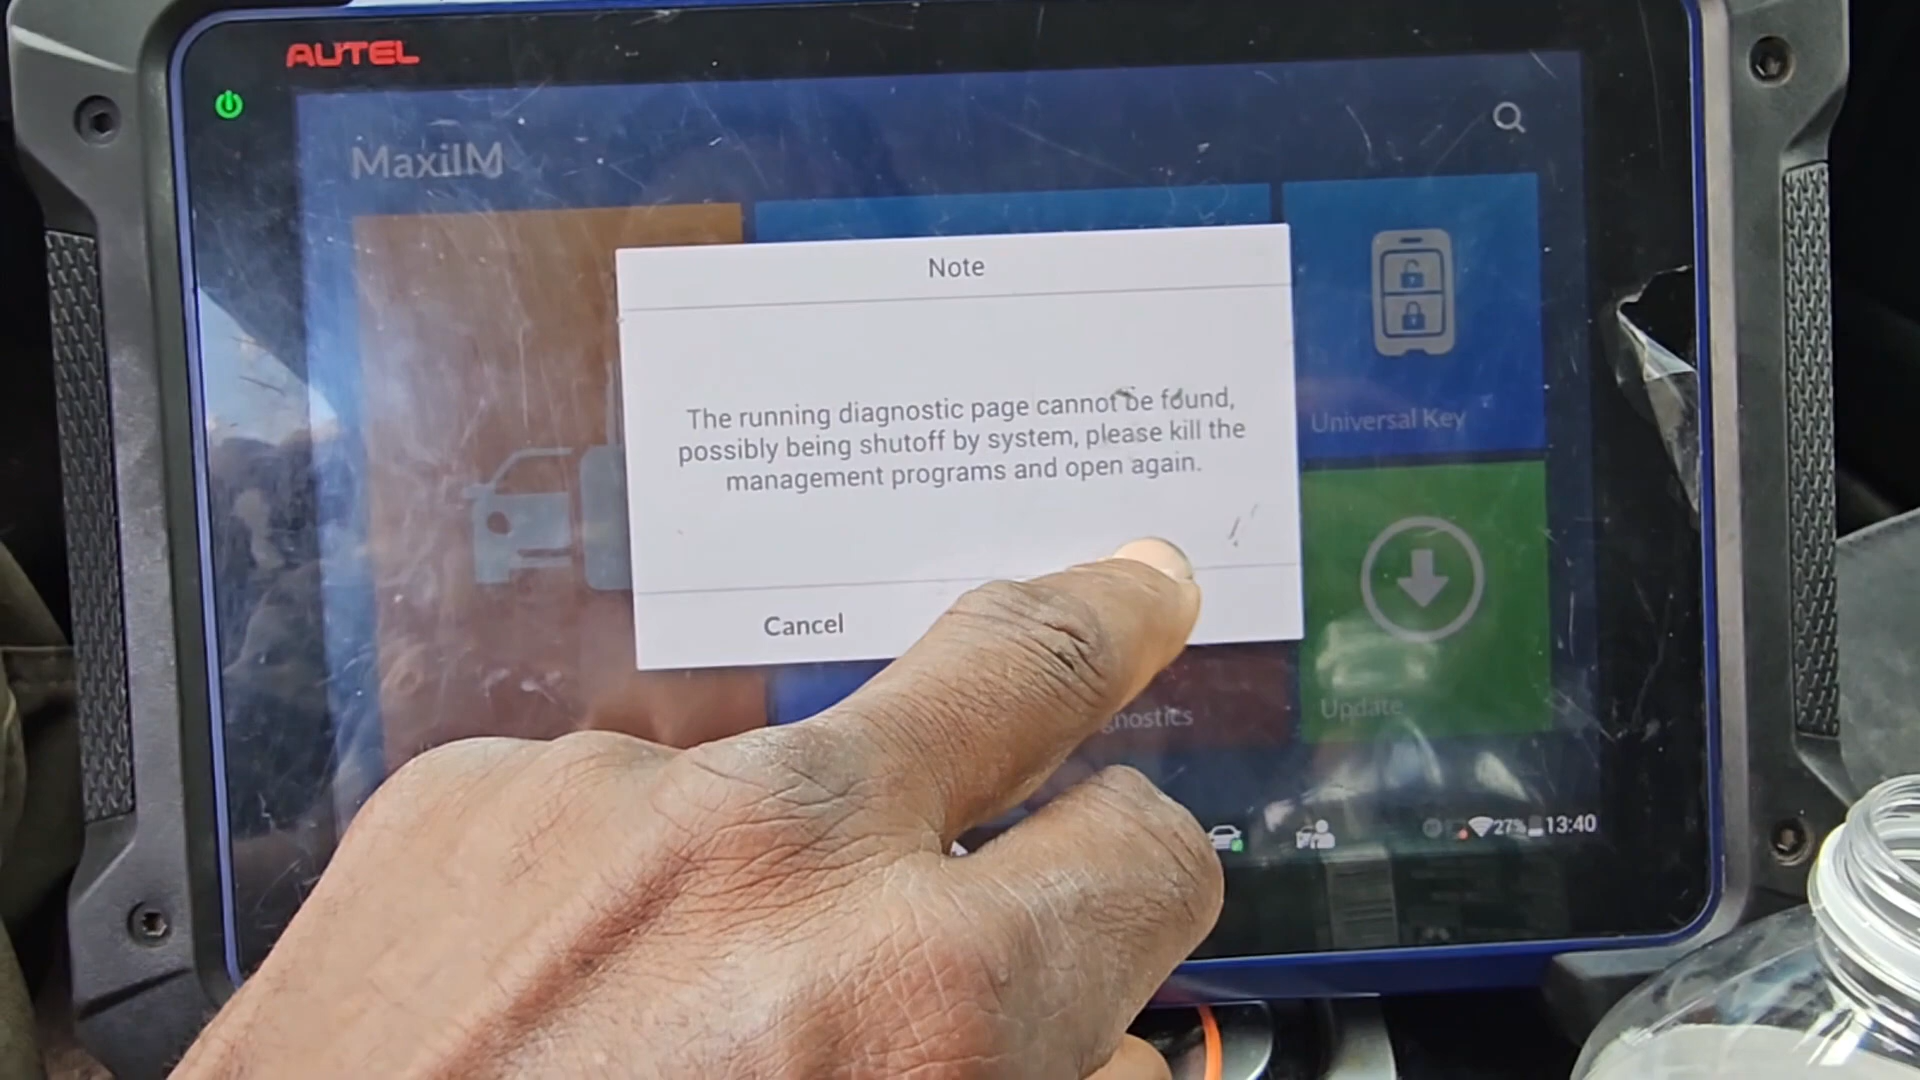 AUTEL
MaxiIM
Note
The running diagnostic page cannot be found,
possibly being shutoff by system, please kill the
management programs and open again.
Cancel
Universal Key
Update
27%
13:40